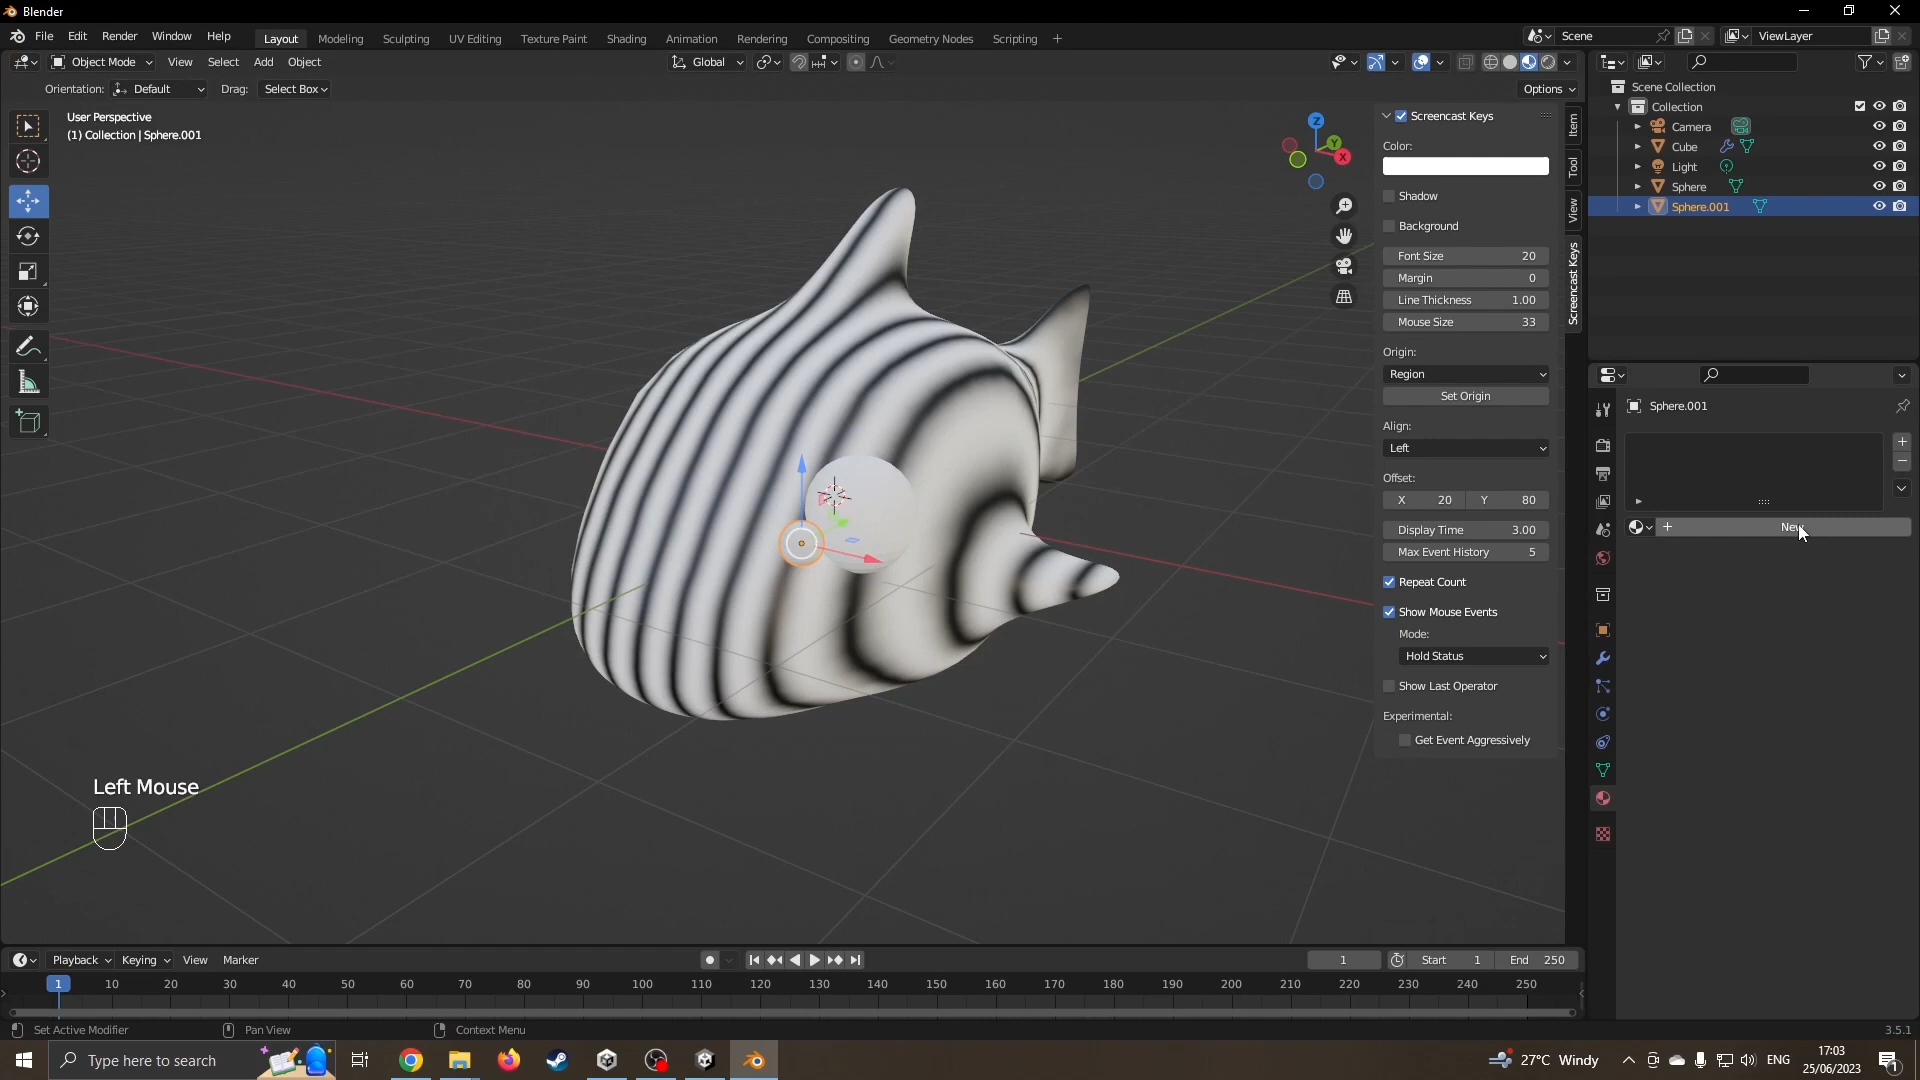 Blender
File Edit Render Window Help
Layout Modeling Sculpting UV Editing Texture Paint Shading Animation Rendering Compositing Geometry Nodes Scripting +
Scene
ViewLayer
Object Mode View Select Add Object
Global
Orientation: Default Drag: Select Box
Options
User Perspective
(1) Collection | Sphere.001
Z
Y
X
Screencast Keys
Color:
Shadow
Background
Font Size 20
Margin 0
Line Thickness 1.00
Mouse Size 33
Origin:
Region
Set Origin
Align:
Left
Offset:
X 20 Y 80
Display Time 3.00
Max Event History 5
Repeat Count
Show Mouse Events
Mode:
Hold Status
Show Last Operator
Experimental:
Get Event Aggressively
Item
Tool
View
Screencast Keys
Scene Collection
Collection
Camera
Cube
Light
Sphere
Sphere.001
Sphere.001
New
Left Mouse
Playback Keying View Marker
1
Start 1 End 250
1 10 20 30 40 50 60 70 80 90 100 110 120 130 140 150 160 170 180 190 200 210 220 230 240 250
Set Active Modifier
Pan View
Context Menu
3.5.1
Type here to search
27°C Windy
ENG
17:03
25/06/2023
1